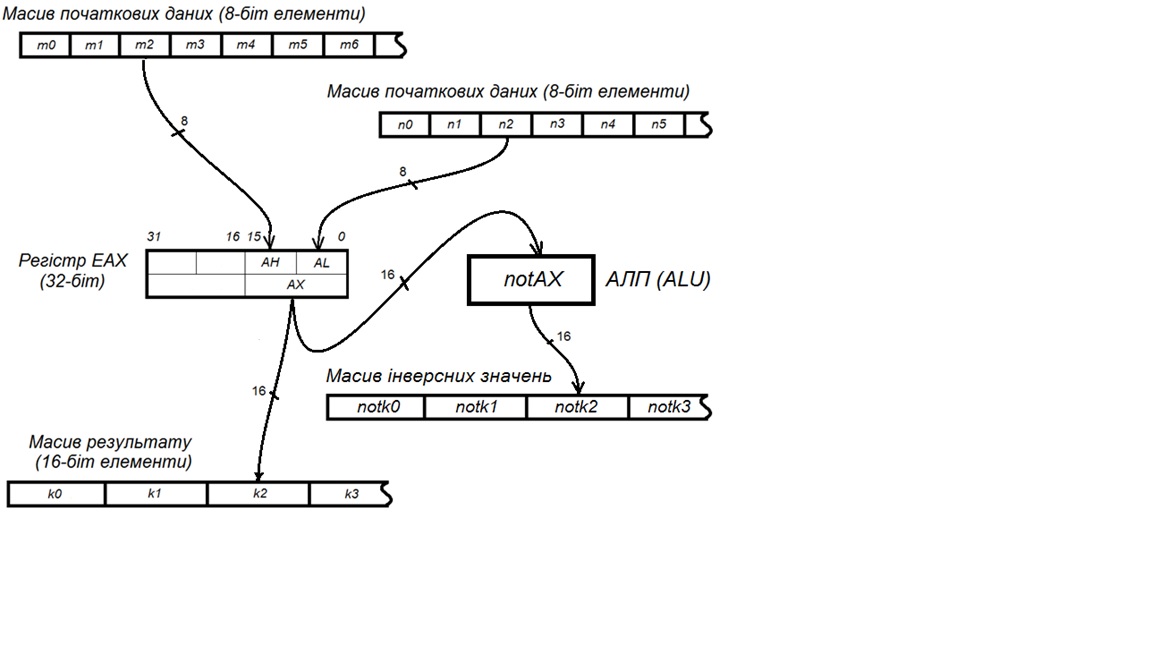 Масив початкових даних (8-біт елементи)
m0 m1 m2 m3 m4 m5 m6
Масив початкових даних (8-біт елементи)
n0 n1 n2 n3 n4 n5
8
8
31 16 15 0
Регістр EAX
(32-біт)
AH AL
AX
16
notAX
АЛП (ALU)
16
Масив інверсних значень
notk0 notk1 notk2 notk3
16
Масив результату
(16-біт елементи)
k0 k1 k2 k3